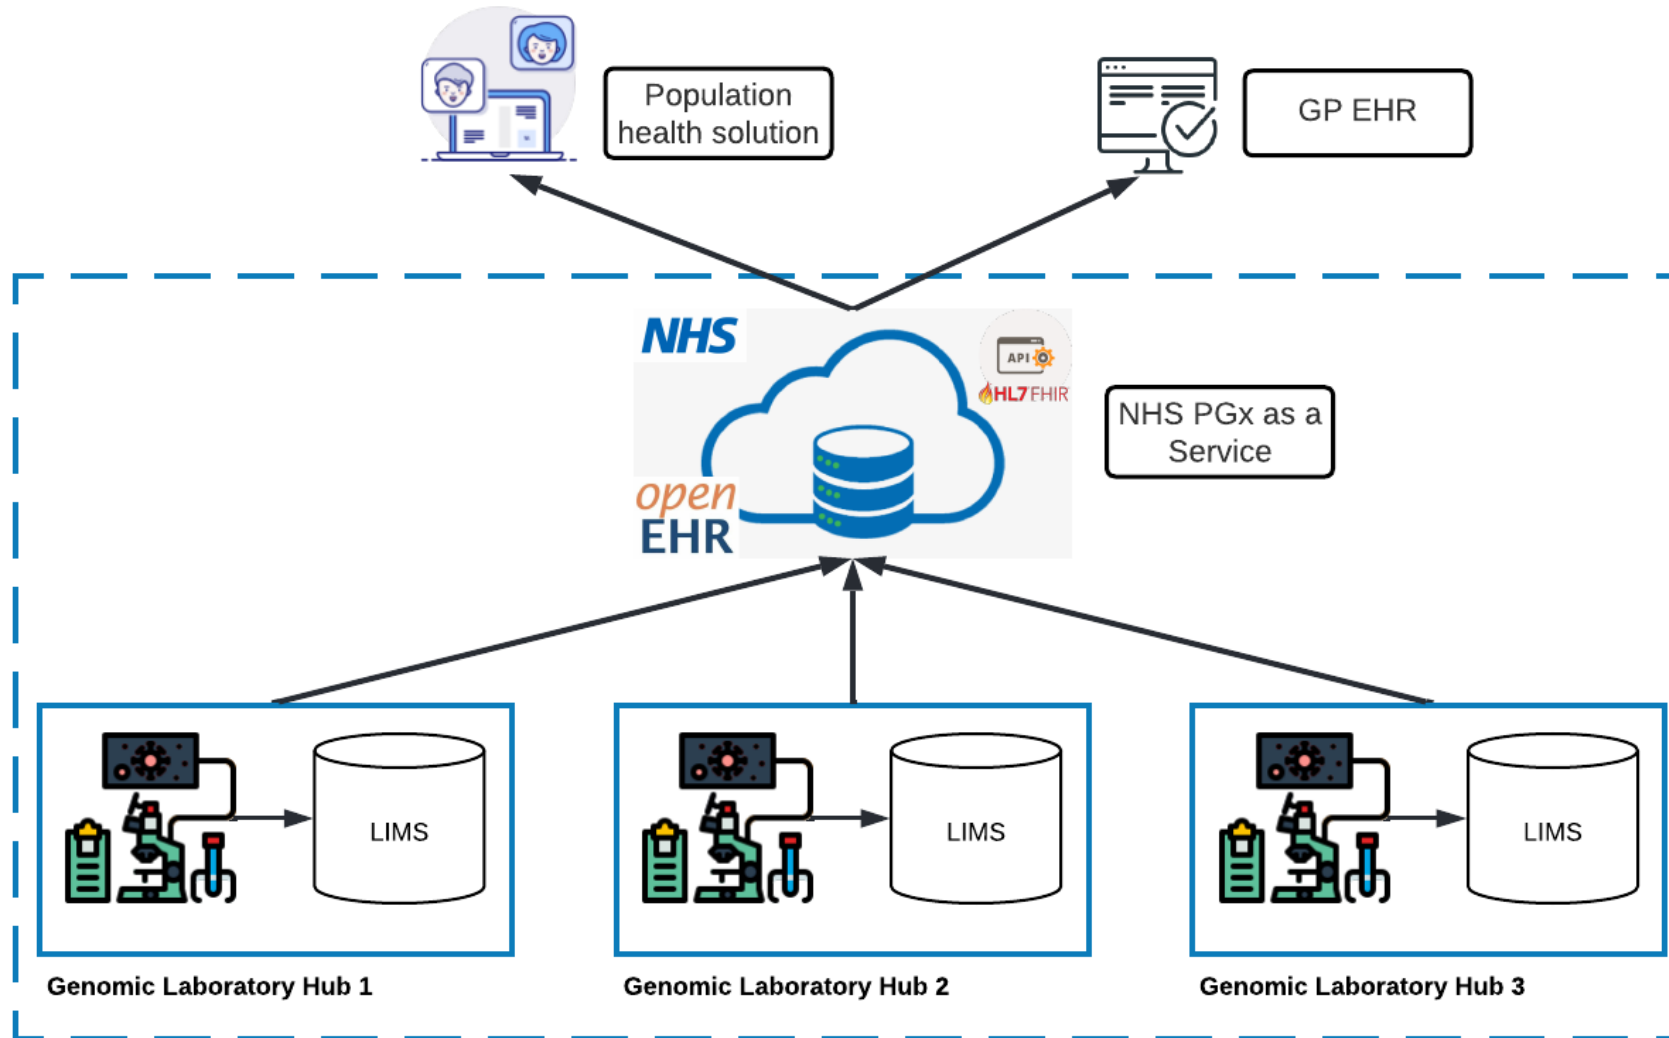 Population
health solution
GP EHR
NHS
API
HL7 FHIR
NHS PGx as a
Service
open
EHR
LIMS
LIMS
LIMS
Genomic Laboratory Hub 1
Genomic Laboratory Hub 2
Genomic Laboratory Hub 3